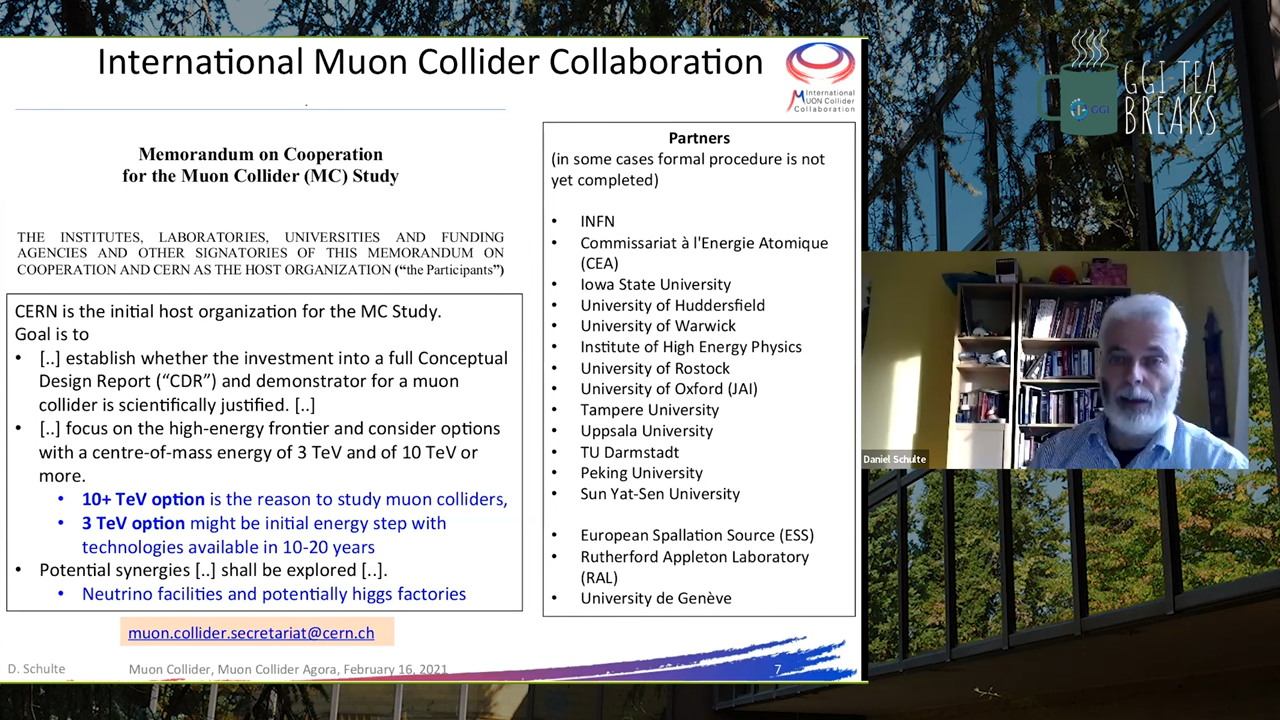 International Muon Collider Collaboration
International
MUON Collider
Collaboration
Memorandum on Cooperation
for the Muon Collider (MC) Study
THE INSTITUTES, LABORATORIES, UNIVERSITIES AND FUNDING
AGENCIES AND OTHER SIGNATORIES OF THIS MEMORANDUM ON
COOPERATION AND CERN AS THE HOST ORGANIZATION (“the Participants”)
CERN is the initial host organization for the MC Study.
Goal is to
• [..] establish whether the investment into a full Conceptual
Design Report (“CDR”) and demonstrator for a muon
collider is scientifically justified. [..]
• [..] focus on the high-energy frontier and consider options
with a centre-of-mass energy of 3 TeV and of 10 TeV or
more.
• 10+ TeV option is the reason to study muon colliders,
• 3 TeV option might be initial energy step with
technologies available in 10-20 years
• Potential synergies [..] shall be explored [..].
• Neutrino facilities and potentially higgs factories
muon.collider.secretariat@cern.ch
Partners
(in some cases formal procedure is not
yet completed)
• INFN
• Commissariat à l'Energie Atomique
(CEA)
• Iowa State University
• University of Huddersfield
• University of Warwick
• Institute of High Energy Physics
• University of Rostock
• University of Oxford (JAI)
• Tampere University
• Uppsala University
• TU Darmstadt
• Peking University
• Sun Yat-Sen University
• European Spallation Source (ESS)
• Rutherford Appleton Laboratory
(RAL)
• University de Genève
D. Schulte
Muon Collider, Muon Collider Agora, February 16, 2021
7
GGI TEA
BREAKS
GGI
Daniel Schulte